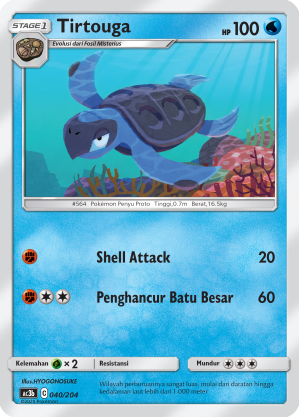 STAGE 1 Tirtouga HP 100
Evolusi dari Fosil Misterius
#564 Pokémon Penyu Proto Tinggi,0.7m Berat,16.5kg
Shell Attack 20
Penghancur Batu Besar 60
Kelemahan ×2 Resistansi Mundur
Illus.HYOGONOSUKE
SC3b C 040/204
Wilayah pertempurannya sangat luas, mulai dari daratan hingga
kedalaman laut lebih dari 1.000 meter.